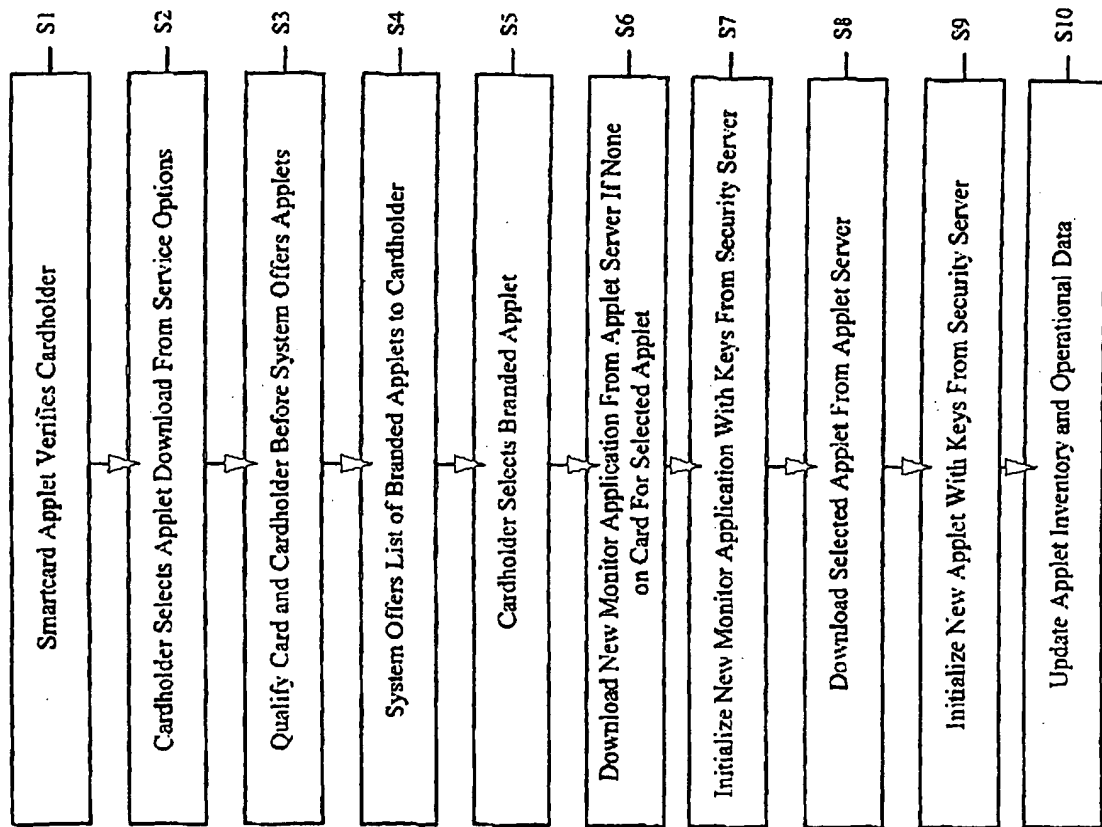 Smartcard Applet Verifies Cardholder
S1
Cardholder Selects Applet Download From Service Options
S2
Qualify Card and Cardholder Before System Offers Applets
S3
System Offers List of Branded Applets to Cardholder
S4
Cardholder Selects Branded Applet
S5
Download New Monitor Application From Applet Server If None
on Card For Selected Applet
S6
Initialize New Monitor Application With Keys From Security Server
S7
Download Selected Applet From Applet Server
S8
Initialize New Applet With Keys From Security Server
S9
Update Applet Inventory and Operational Data
S10